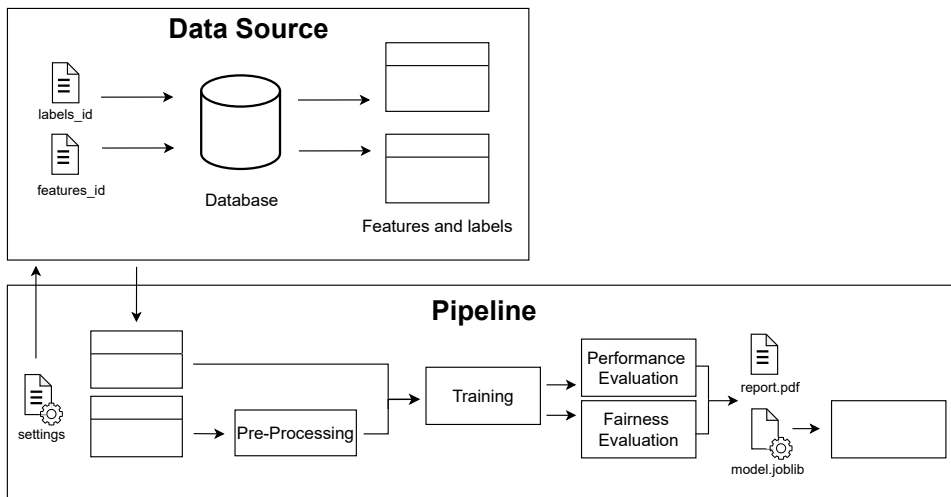 Data Source
labels_id
features_id
Database
Features and labels
Pipeline
settings
Pre-Processing
Training
Performance
Evaluation
Fairness
Evaluation
report.pdf
model.joblib